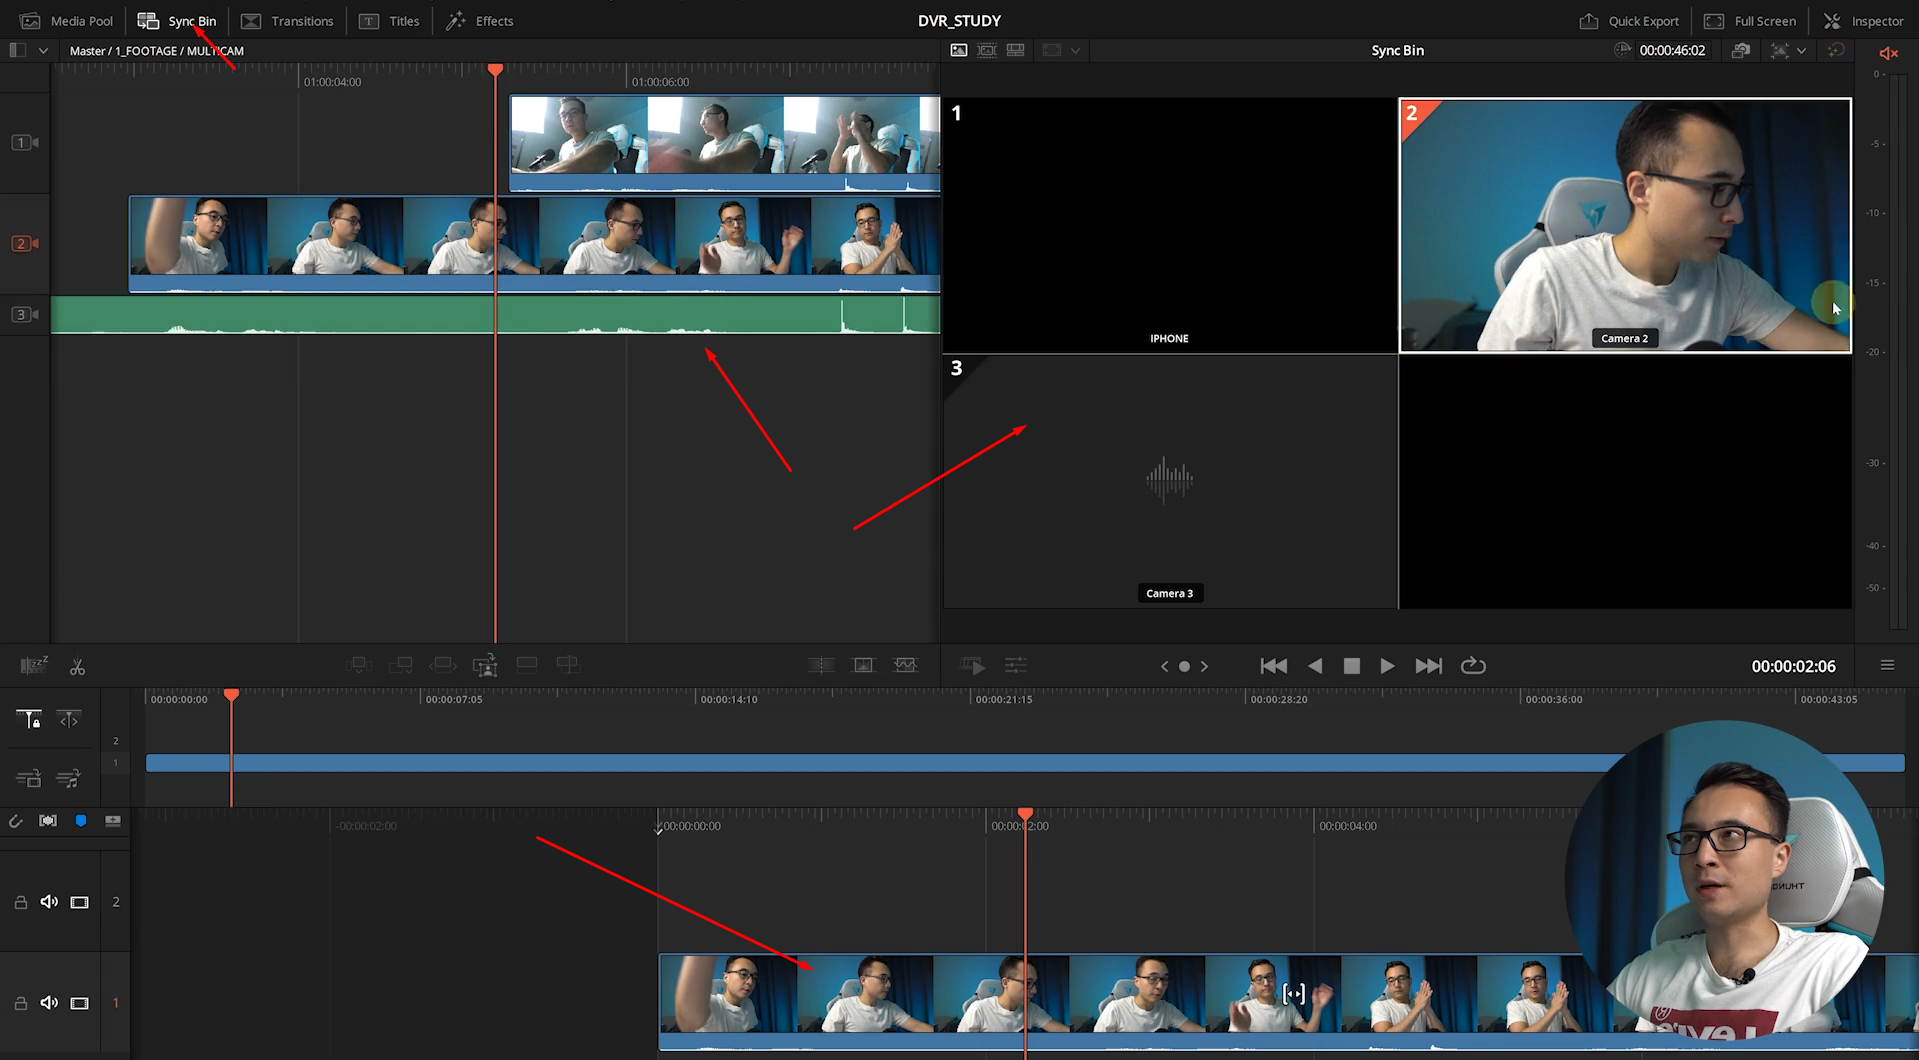 Media Pool
Sync Bin
Transitions
Titles
Effects
DVR_STUDY
Quick Export
Full Screen
Inspector
Master / 1_FOOTAGE / MULTICAM
Sync Bin
00:00:46:02
01:00:04:00
01:00:06:00
0
-5
-10
-15
-20
-30
-40
-50
1
2
3
1
2
IPHONE
Camera 2
3
Camera 3
zzZ
00:00:02:06
00:00:00:00
00:00:07:05
00:00:14:10
00:00:21:15
00:00:28:20
00:00:36:00
00:00:43:05
2
1
-00:00:02:00
00:00:00:00
00:00:02:00
00:00:04:00
2
1